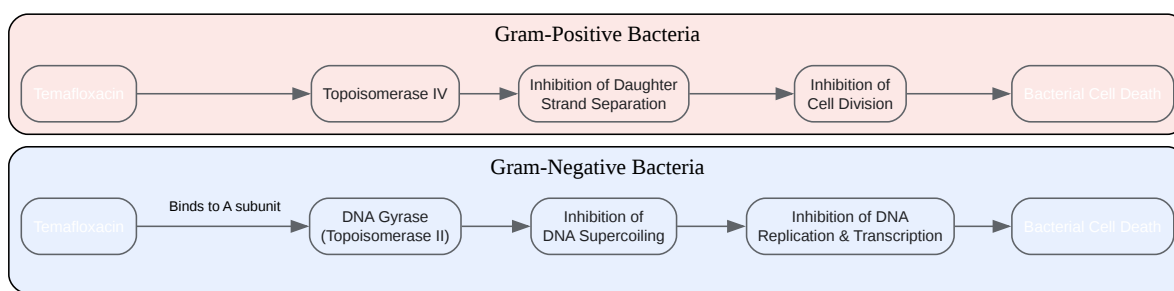 Gram-Positive Bacteria
Temafloxacin
Topoisomerase IV
Inhibition of Daughter
Strand Separation
Inhibition of
Cell Division
Bacterial Cell Death
Gram-Negative Bacteria
Temafloxacin
Binds to A subunit
DNA Gyrase
(Topoisomerase II)
Inhibition of
DNA Supercoiling
Inhibition of DNA
Replication & Transcription
Bacterial Cell Death